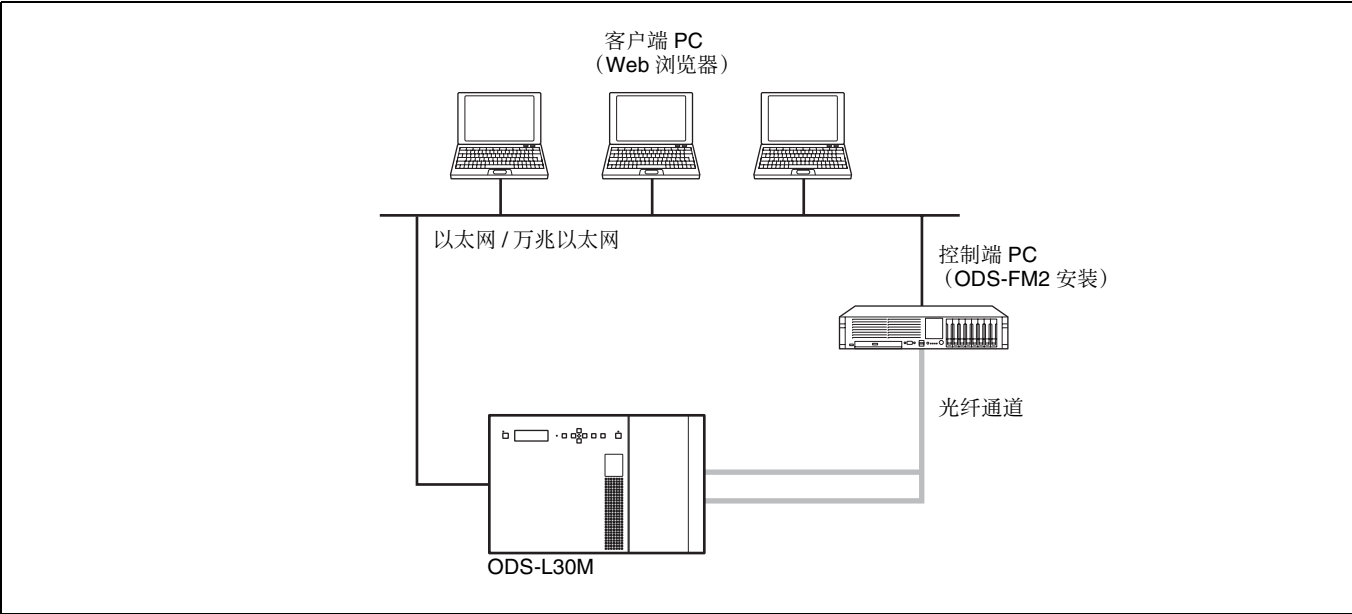 客户端 PC
（Web 浏览器）
以太网 / 万兆以太网
控制端 PC
（ODS-FM2 安装）
光纤通道
ODS-L30M